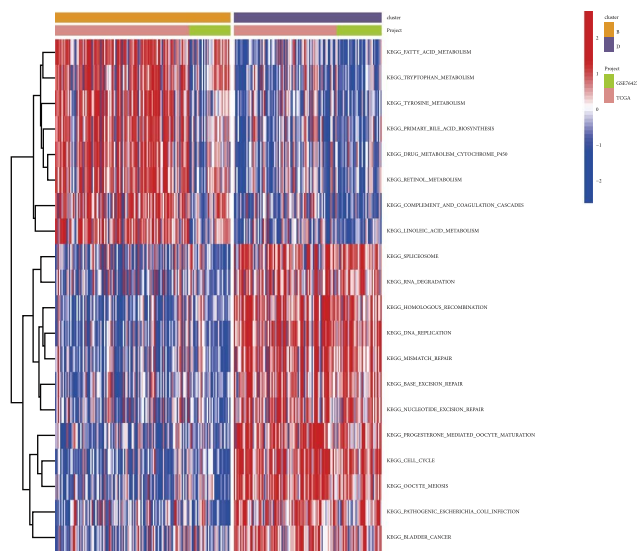 cluster
Project
KEGG_FATTY_ACID_METABOLISM
KEGG_TRYPTOPHAN_METABOLISM
KEGG_TYROSINE_METABOLISM
KEGG_PRIMARY_BILE_ACID_BIOSYNTHESIS
KEGG_DRUG_METABOLISM_CYTOCHROME_P450
KEGG_RETINOL_METABOLISM
KEGG_COMPLEMENT_AND_COAGULATION_CASCADES
KEGG_LINOLEIC_ACID_METABOLISM
KEGG_SPLICEOSOME
KEGG_RNA_DEGRADATION
KEGG_HOMOLOGOUS_RECOMBINATION
KEGG_DNA_REPLICATION
KEGG_MISMATCH_REPAIR
KEGG_BASE_EXCISION_REPAIR
KEGG_NUCLEOTIDE_EXCISION_REPAIR
KEGG_PROGESTERONE_MEDIATED_OOCYTE_MATURATION
KEGG_CELL_CYCLE
KEGG_OOCYTE_MEIOSIS
KEGG_PATHOGENIC_ESCHERICHIA_COLI_INFECTION
KEGG_BLADDER_CANCER
2
1
0
−1
−2
cluster
B
D
Project
TCGA